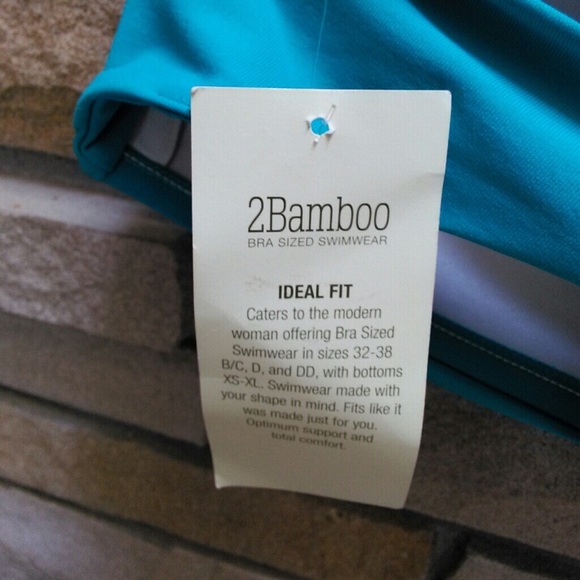 2Bamboo
BRA SIZED SWIMWEAR
IDEAL FIT
Caters to the modern
woman offering Bra Sized
Swimwear in sizes 32-38
B/C, D, and DD, with bottoms
XS-XL. Swimwear made with
your shape in mind. Fits like it
was made just for you.
Optimum support and
total comfort.